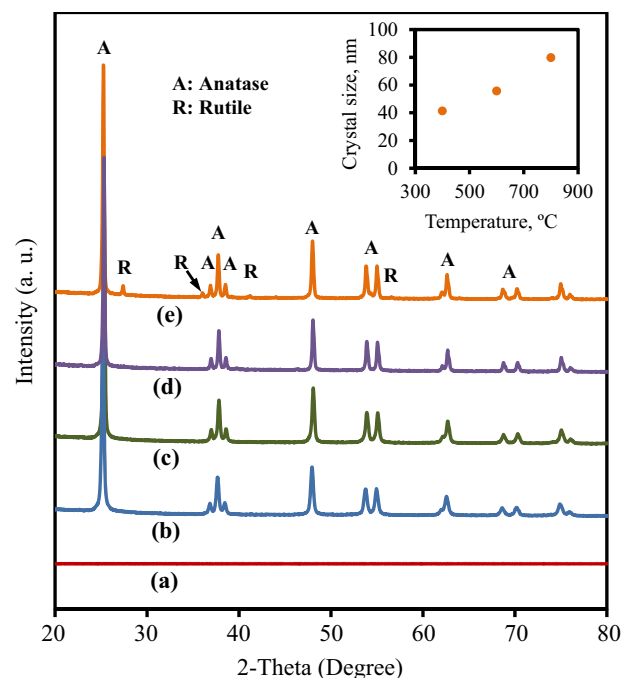 A
A: Anatase
R: Rutile
100
80
60
40
20
0
Crystal size, nm
300 500 700 900
Temperature, ºC
R
R
A
A
A
R
A
A
R
A
A
(e)
(d)
(c)
(b)
(a)
Intensity (a. u.)
20 30 40 50 60 70 80
2-Theta (Degree)